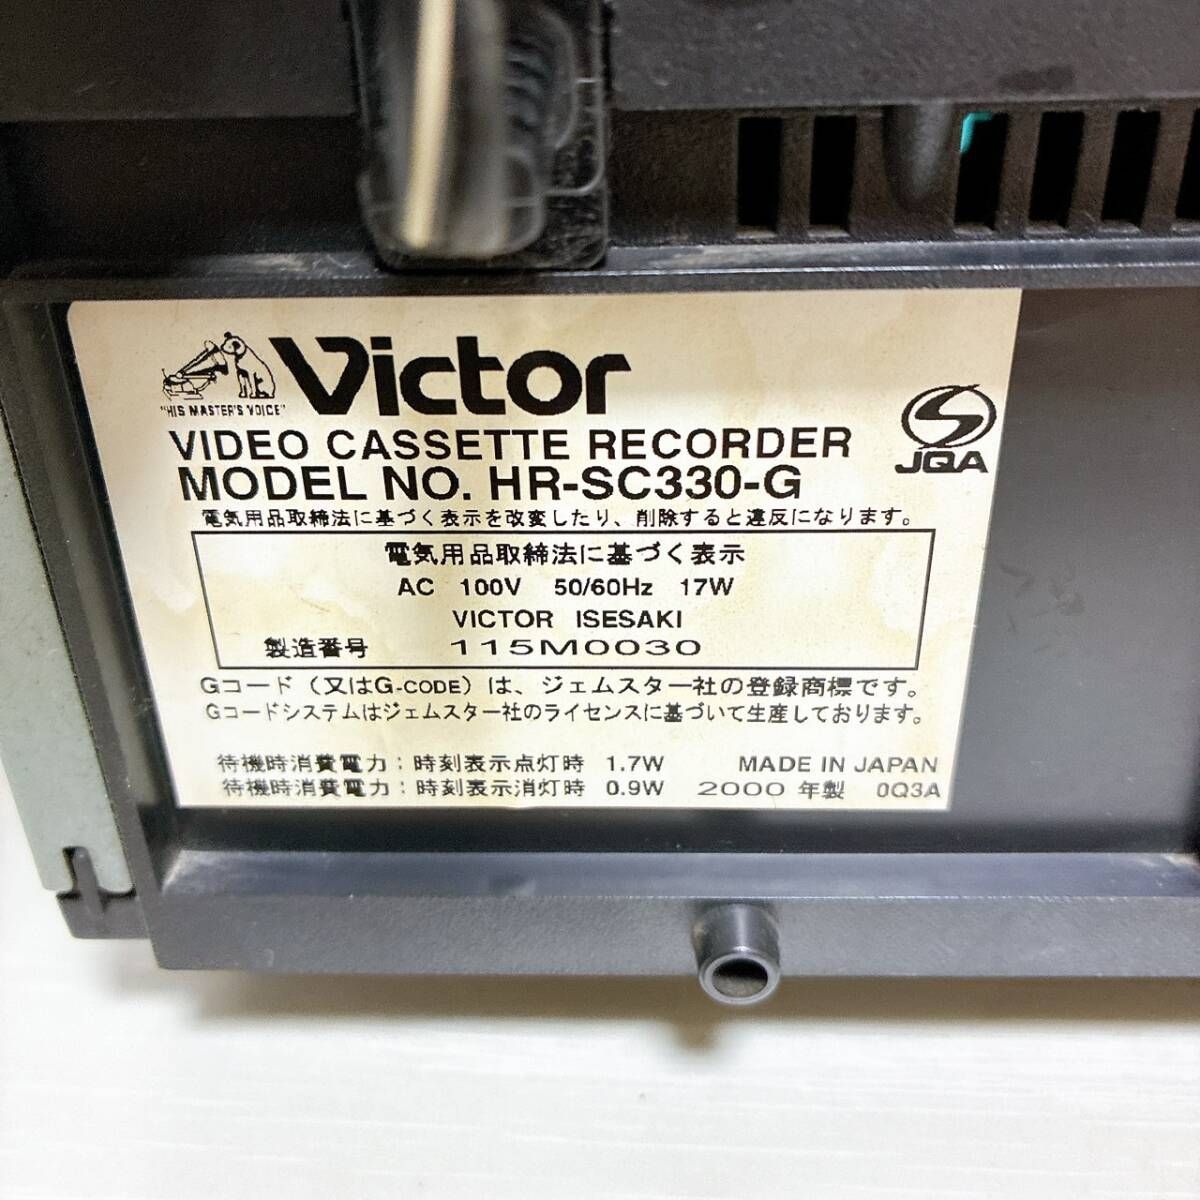 Victor
"HIS MASTER'S VOICE"
JQA
VIDEO CASSETTE RECORDER
MODEL NO. HR-SC330-G
電気用品取締法に基づく表示を改変したり、削除すると違反になります。
電気用品取締法に基づく表示
AC 100V 50/60Hz 17W
VICTOR ISESAKI
製造番号 115M0030
Gコード(又はG-CODE)は、ジェムスター社の登録商標です。
Gコードシステムはジェムスター社のライセンスに基づいて生産しております。
待機時消費電力:時刻表示点灯時 1.7W MADE IN JAPAN
待機時消費電力:時刻表示消灯時 0.9W 2000 年製 0Q3A